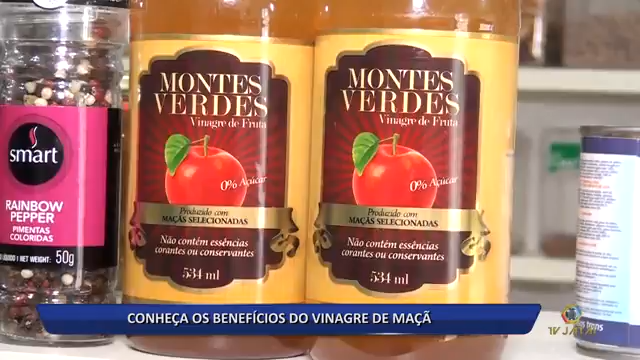 smart
RAINBOW
PEPPER
PIMENTAS
COLORIDAS
50g
MONTES
VERDES
Vinagre de Fruta
0% Açúcar
Produzido com
MAÇÃS SELECIONADAS
Não contém essências
corantes ou conservantes
534 ml
MONTES
VERDES
Vinagre de Fruta
0% Açúcar
Produzido com
MAÇÃS SELECIONADAS
Não contém essências
corantes ou conservantes
534 ml
CONHEÇA OS BENEFÍCIOS DO VINAGRE DE MAÇÃ